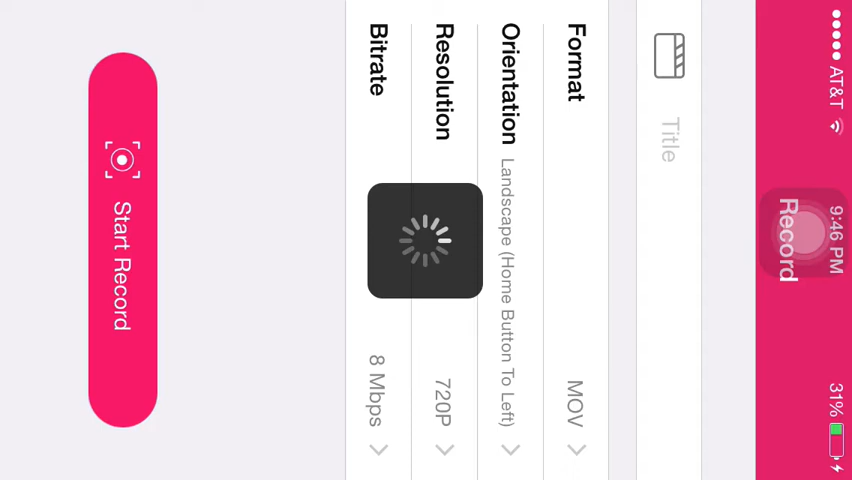 AT&T 9:46 PM 31%
Record
Title
Format MOV
Orientation Landscape (Home Button To Left)
Resolution 720P
Bitrate 8 Mbps
Start Record